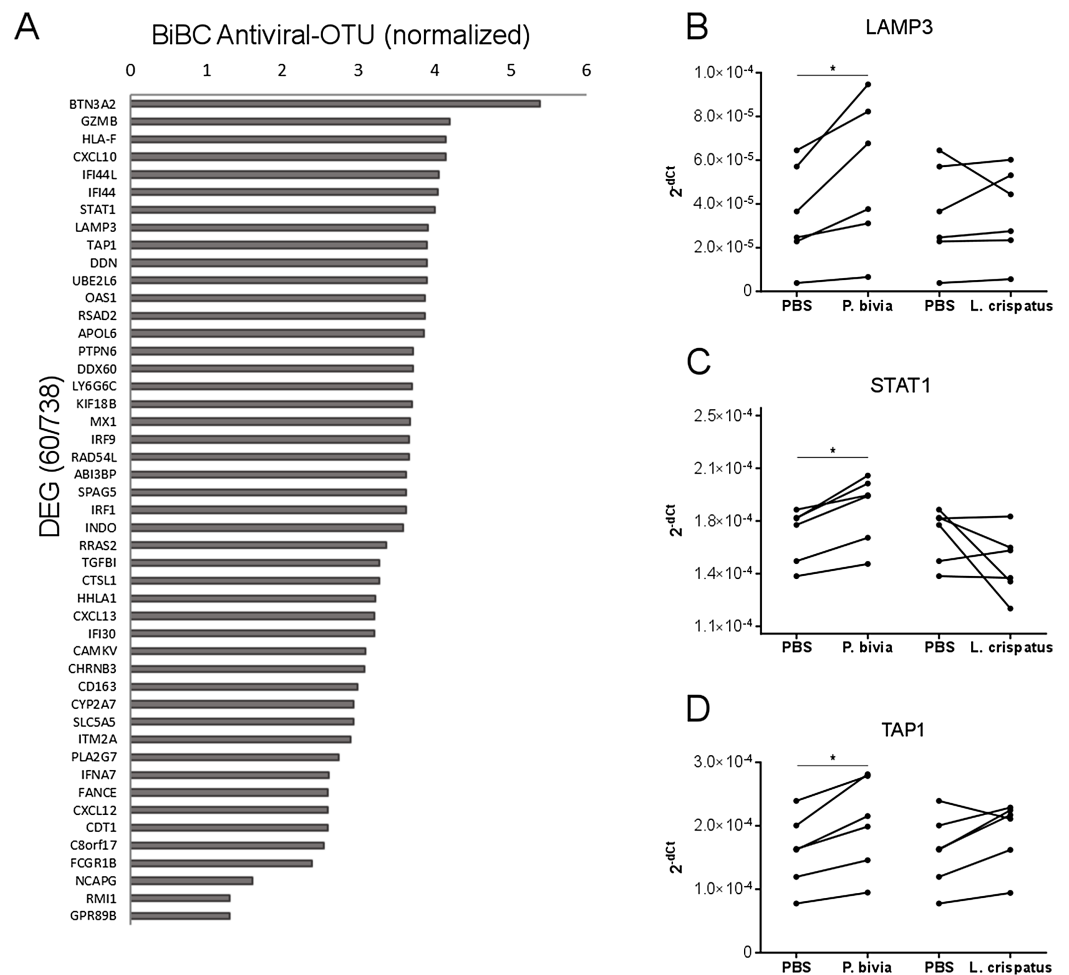 A
BiBC Antiviral-OTU (normalized)
0 1 2 3 4 5 6
DEG (60/738)
BTN3A2
GZMB
HLA-F
CXCL10
IFI44L
IFI44
STAT1
LAMP3
TAP1
DDN
UBE2L6
OAS1
RSAD2
APOL6
PTPN6
DDX60
LY6G6C
KIF18B
MX1
IRF9
RAD54L
ABI3BP
SPAG5
IRF1
INDO
RRAS2
TGFBI
CTSL1
HHLA1
CXCL13
IFI30
CAMKV
CHRNB3
CD163
CYP2A7
SLC5A5
ITM2A
PLA2G7
IFNA7
FANCE
CXCL12
CDT1
C8orf17
FCGR1B
NCAPG
RMI1
GPR89B
B
LAMP3
*
2-dCt
1.0×10-4
8.0×10-5
6.0×10-5
4.0×10-5
2.0×10-5
0
PBS P. bivia PBS L. crispatus
C
STAT1
*
2-dCt
2.5×10-4
2.1×10-4
1.8×10-4
1.4×10-4
1.1×10-4
PBS P. bivia PBS L. crispatus
D
TAP1
*
2-dCt
3.0×10-4
2.0×10-4
1.0×10-4
0
PBS P. bivia PBS L. crispatus